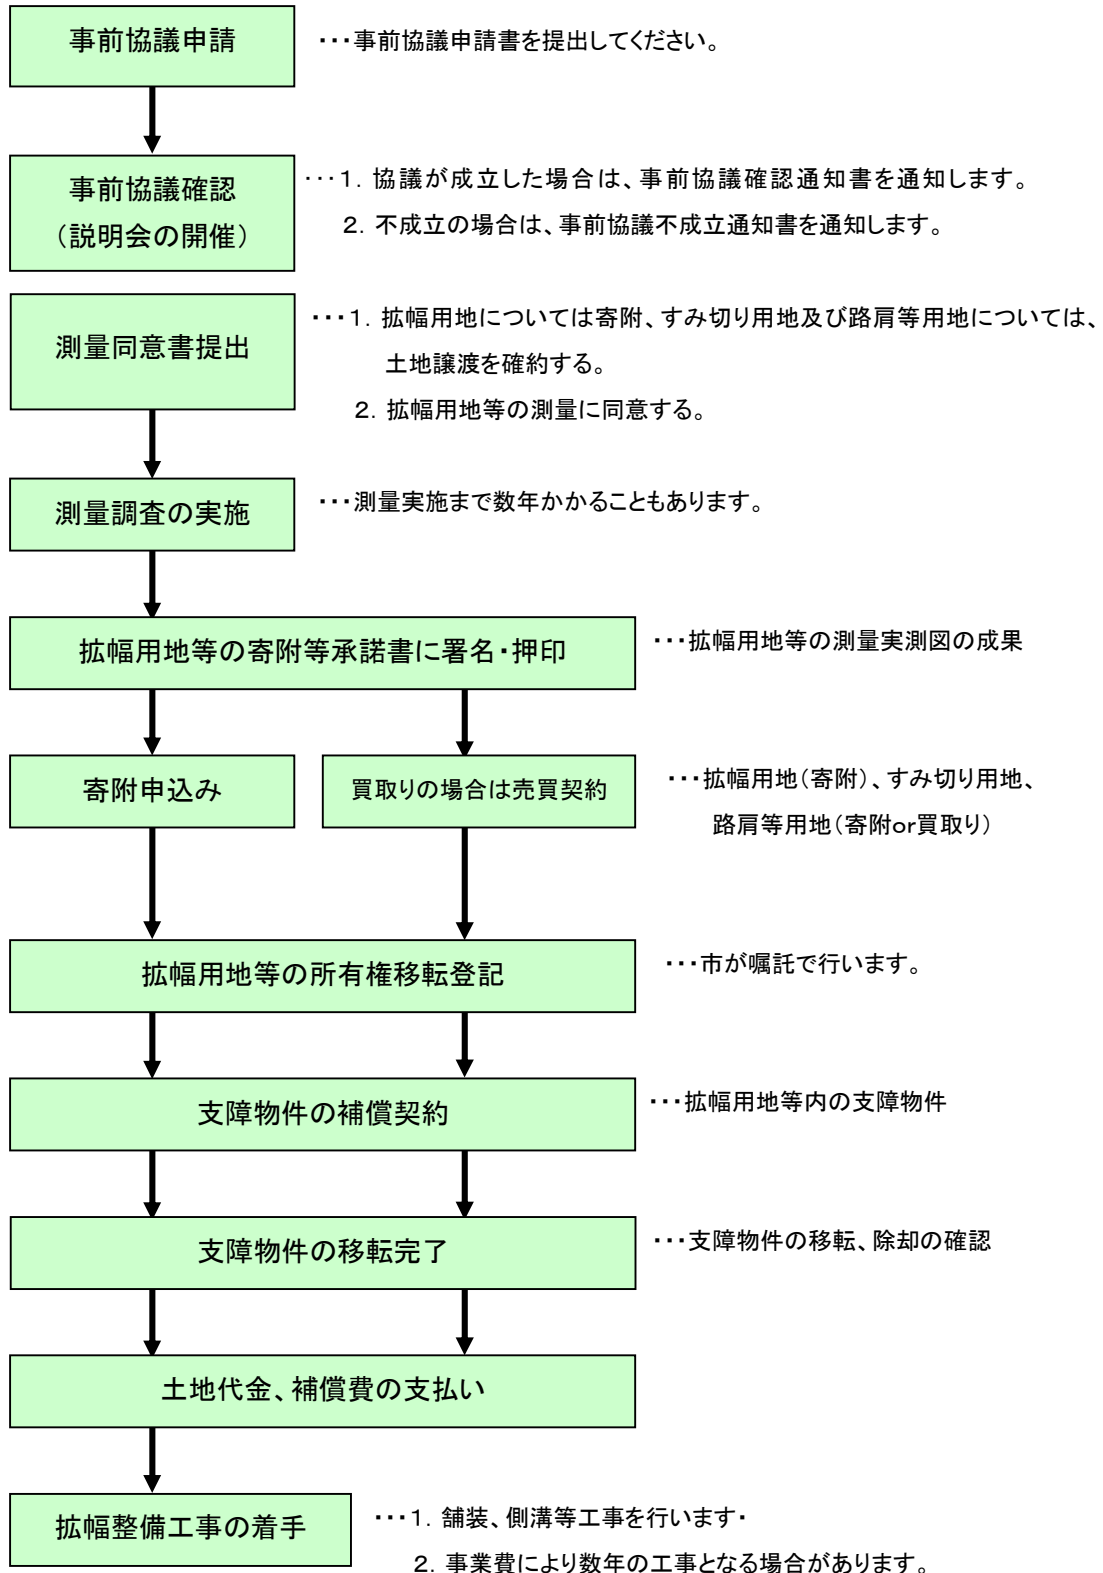 事前協議申請
・・・事前協議申請書を提出してください。
事前協議確認
（説明会の開催）
・・・１．協議が成立した場合は、事前協議確認通知書を通知します。
２．不成立の場合は、事前協議不成立通知書を通知します。
測量同意書提出
・・・１．拡幅用地については寄附、すみ切り用地及び路肩等用地については、
土地譲渡を確約する。
２．拡幅用地等の測量に同意する。
測量調査の実施
・・・測量実施まで数年かかることもあります。
拡幅用地等の寄附等承諾書に署名・押印
・・・拡幅用地等の測量実測図の成果
寄附申込み
買取りの場合は売買契約
・・・拡幅用地（寄附）、すみ切り用地、
路肩等用地（寄附or買取り）
拡幅用地等の所有権移転登記
・・・市が嘱託で行います。
支障物件の補償契約
・・・拡幅用地等内の支障物件
支障物件の移転完了
・・・支障物件の移転、除却の確認
土地代金、補償費の支払い
拡幅整備工事の着手
・・・１．舗装、側溝等工事を行います・
２．事業費により数年の工事となる場合があります。